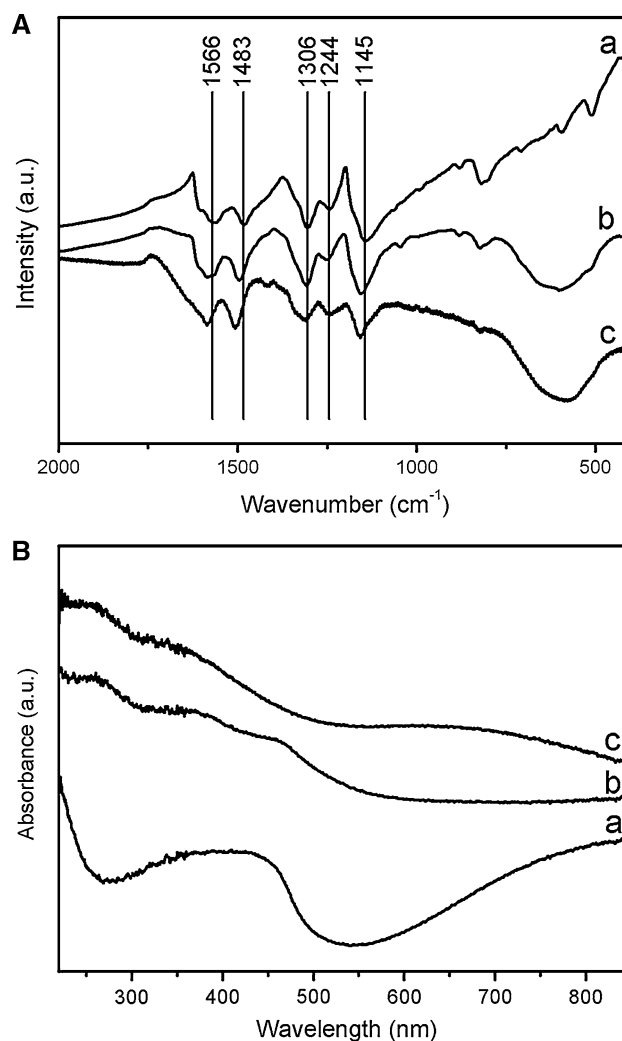 A
1566
1483
1306
1244
1145
a
b
c
Intensity (a.u.)
2000
1500
1000
500
Wavenumber (cm⁻¹)
B
c
b
a
Absorbance (a.u.)
300
400
500
600
700
800
Wavelength (nm)